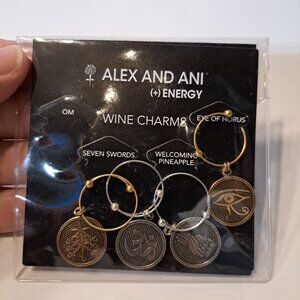 ALEX AND ANI®
(+) ENERGY
OM
WINE CHARMS
EYE OF HORUS
SEVEN SWORDS
WELCOMING
PINEAPPLE